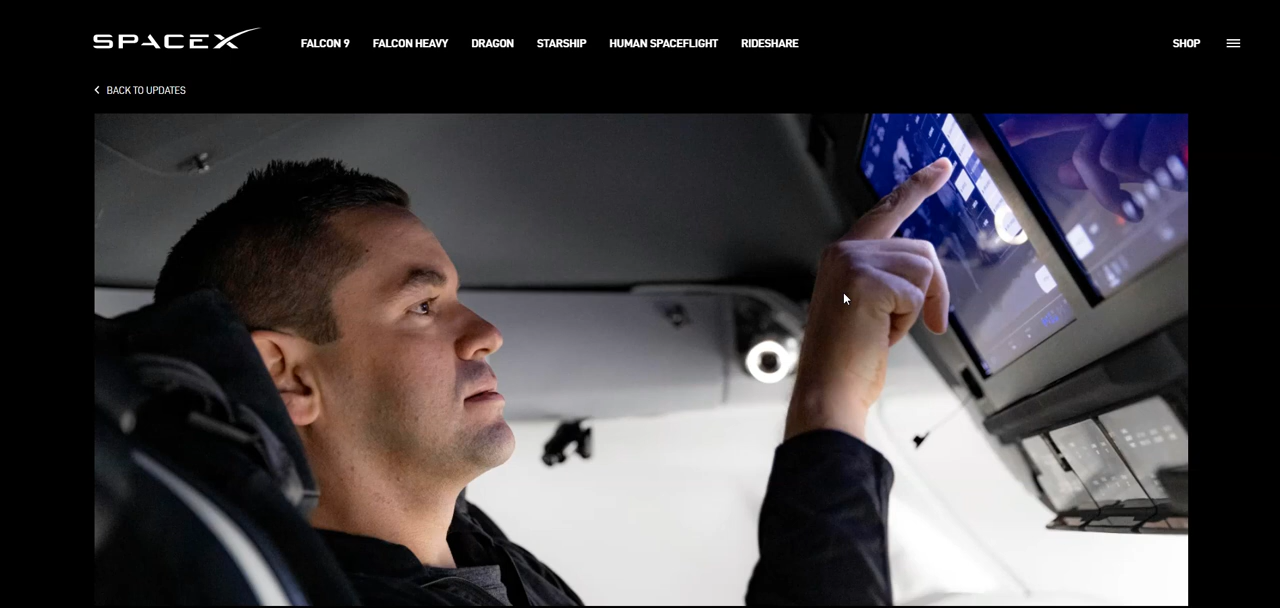 SPACEX
FALCON 9 FALCON HEAVY DRAGON STARSHIP HUMAN SPACEFLIGHT RIDESHARE SHOP
BACK TO UPDATES